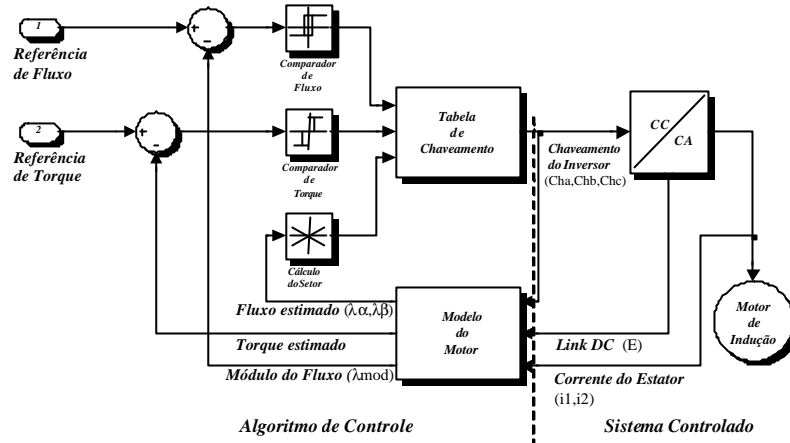 1
Referência
de Fluxo
+
−
Comparador
de
Fluxo
2
Referência
de Torque
+
-
Comparador
de
Torque
Tabela
de
Chaveamento
Chaveamento
do Inversor
(Cha,Chb,Chc)
CC
CA
Cálculo
do Setor
Fluxo estimado (λα,λβ)
Torque estimado
Módulo do Fluxo (λmod)
Modelo
do
Motor
Link DC (E)
Corrente do Estator
(i1,i2)
Motor
de
Indução
Algoritmo de Controle
Sistema Controlado